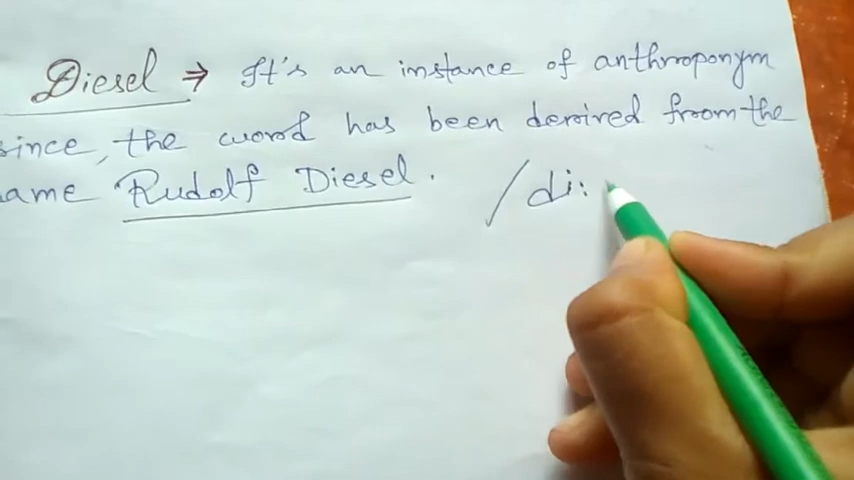 Diesel → It's an instance of anthroponym
since, the word has been derived from the
name Rudolf Diesel. /di: